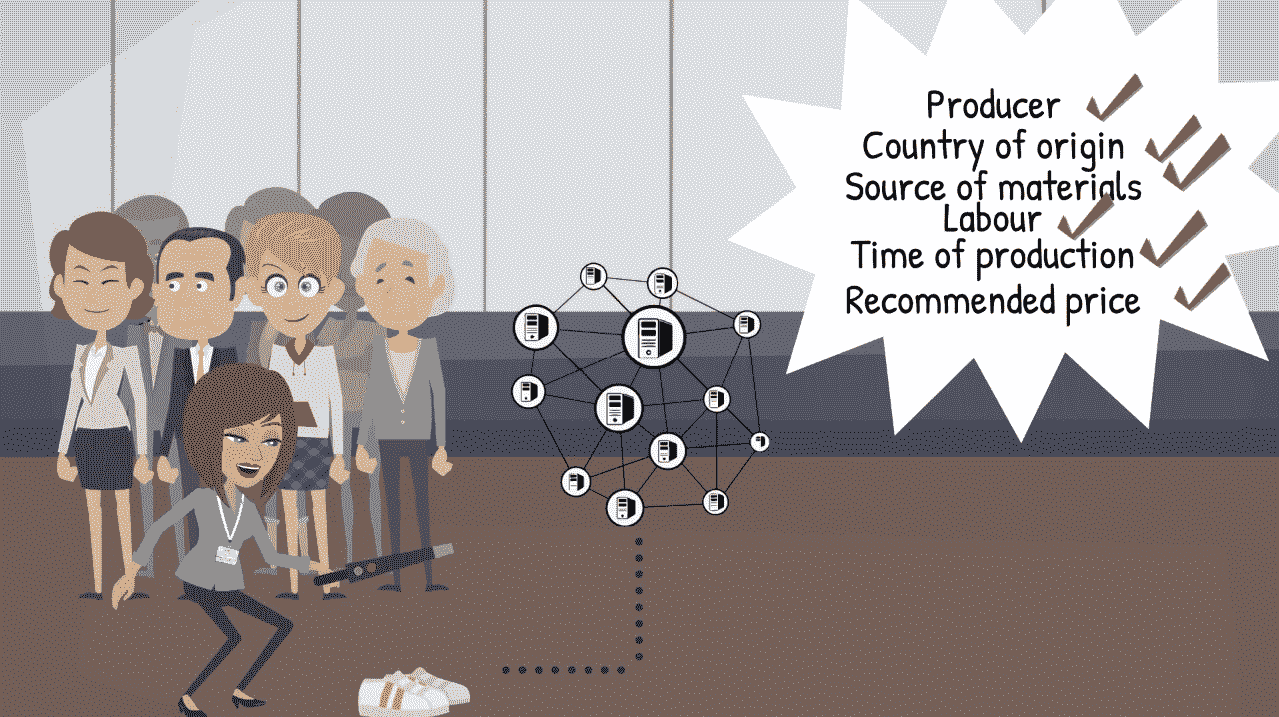 Producer
Country of origin
Source of materials
Labour
Time of production
Recommended price